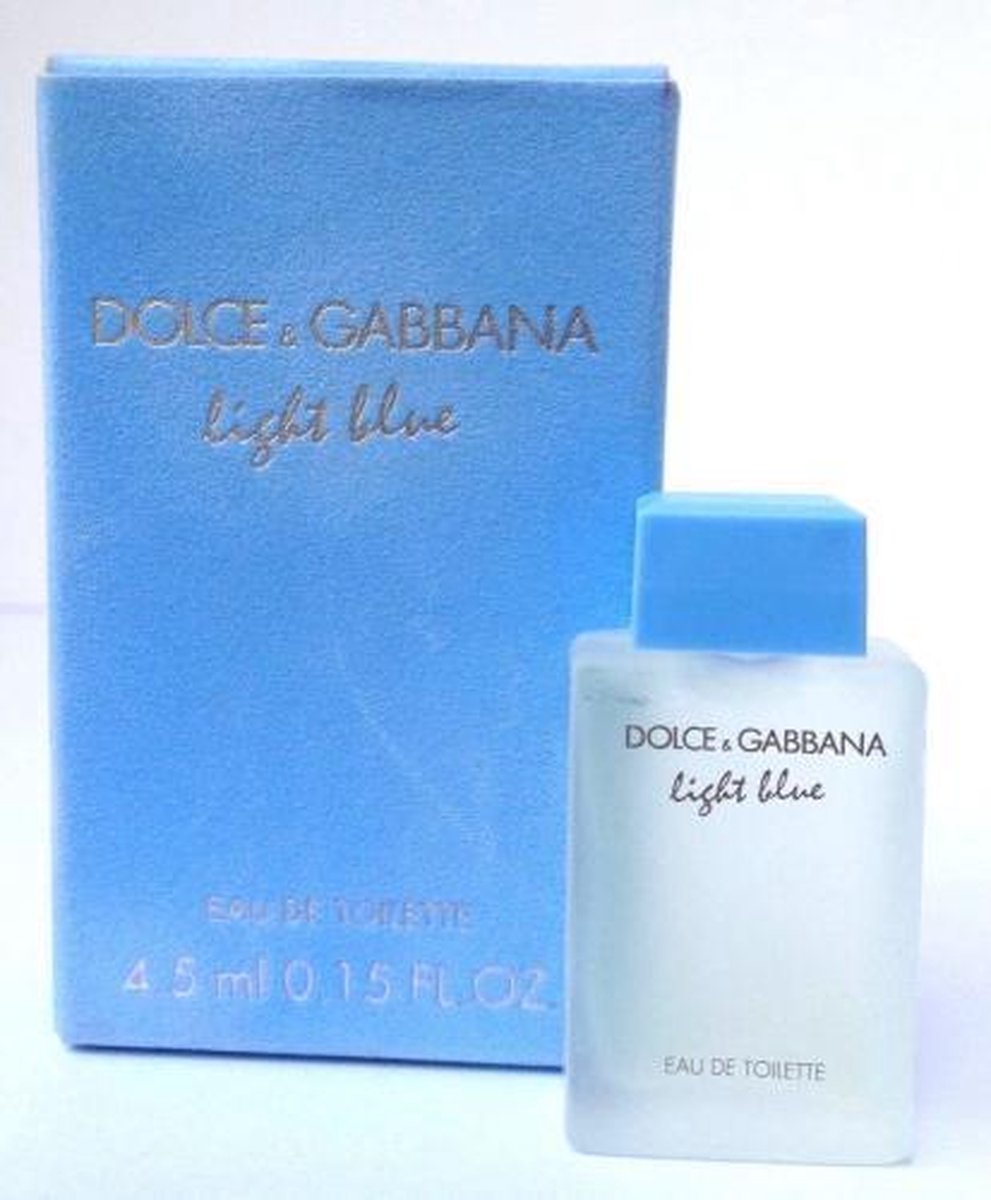 DOLCE & GABBANA
light blue
EAU DE TOILETTE
4.5 ml 0.15 FL.OZ.
DOLCE & GABBANA
light blue
EAU DE TOILETTE